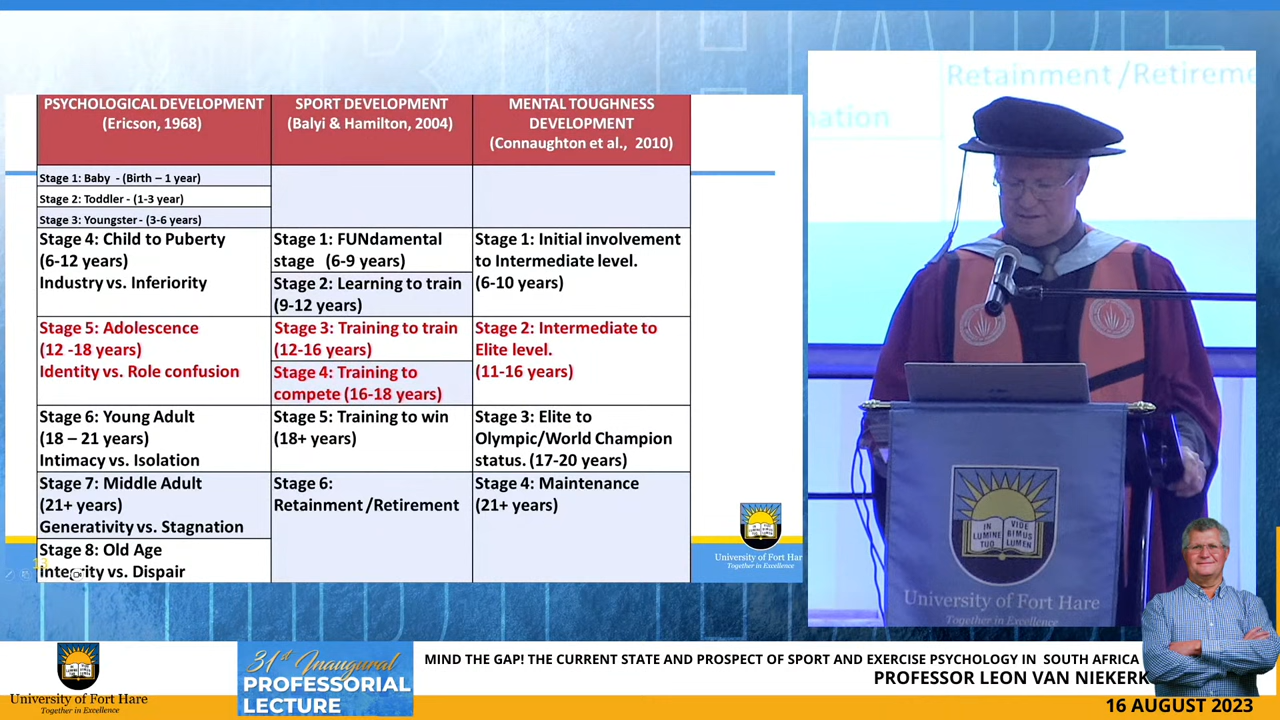 PSYCHOLOGICAL DEVELOPMENT
(Ericson, 1968)
SPORT DEVELOPMENT
(Balyi & Hamilton, 2004)
MENTAL TOUGHNESS
DEVELOPMENT
(Connaughton et al., 2010)
Stage 1: Baby - (Birth – 1 year)
Stage 2: Toddler - (1-3 year)
Stage 3: Youngster - (3-6 years)
Stage 4: Child to Puberty
(6-12 years)
Industry vs. Inferiority
Stage 1: FUNdamental
stage (6-9 years)
Stage 2: Learning to train
(9-12 years)
Stage 1: Initial involvement
to Intermediate level.
(6-10 years)
Stage 5: Adolescence
(12 -18 years)
Identity vs. Role confusion
Stage 3: Training to train
(12-16 years)
Stage 4: Training to
compete (16-18 years)
Stage 2: Intermediate to
Elite level.
(11-16 years)
Stage 6: Young Adult
(18 – 21 years)
Intimacy vs. Isolation
Stage 5: Training to win
(18+ years)
Stage 3: Elite to
Olympic/World Champion
status. (17-20 years)
Stage 7: Middle Adult
(21+ years)
Generativity vs. Stagnation
Stage 6:
Retainment/Retirement
Stage 4: Maintenance
(21+ years)
Stage 8: Old Age
Integrity vs. Dispair
University of Fort Hare
Together in Excellence
Retainment/Retireme
nation
IN
LUMINE
TUO
VIDE
BIMUS
LUMEN
University of Fort Hare
Together in Excellence
University of Fort Hare
Together in Excellence
31st Inaugural
PROFESSORIAL
LECTURE
MIND THE GAP! THE CURRENT STATE AND PROSPECT OF SPORT AND EXERCISE PSYCHOLOGY IN SOUTH AFRICA
PROFESSOR LEON VAN NIEKERK
16 AUGUST 2023